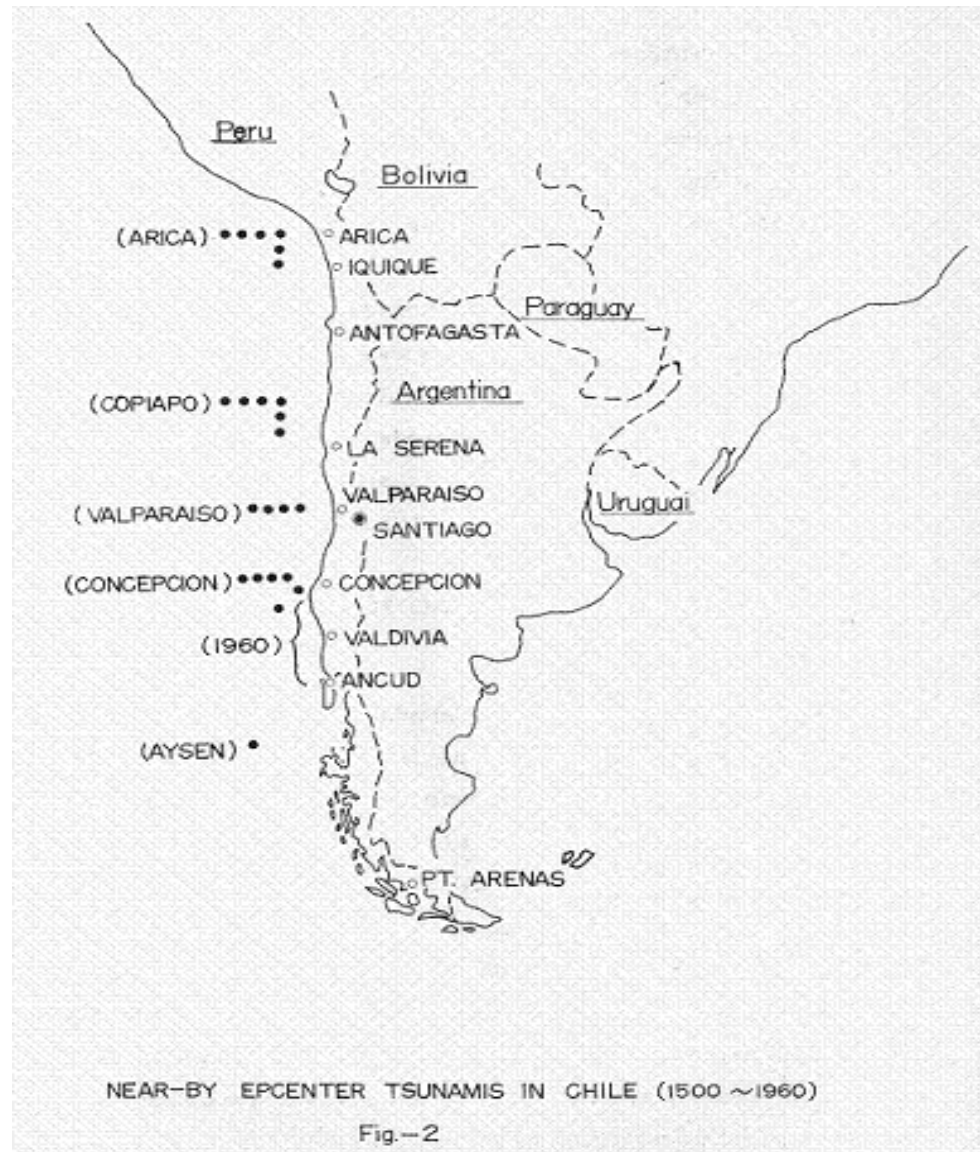 Peru
Bolivia
(ARICA)
ARICA
IQUIQUE
Paraguay
ANTOFAGASTA
Argentina
(COPIAPO)
LA SERENA
VALPARAISO
Uruguai
(VALPARAISO)
SANTIAGO
(CONCEPCION)
CONCEPCION
(1960)
VALDIVIA
ANCUD
(AYSEN)
PT. ARENAS
NEAR-BY EPCENTER TSUNAMIS IN CHILE (1500 ~1960)
Fig.-2